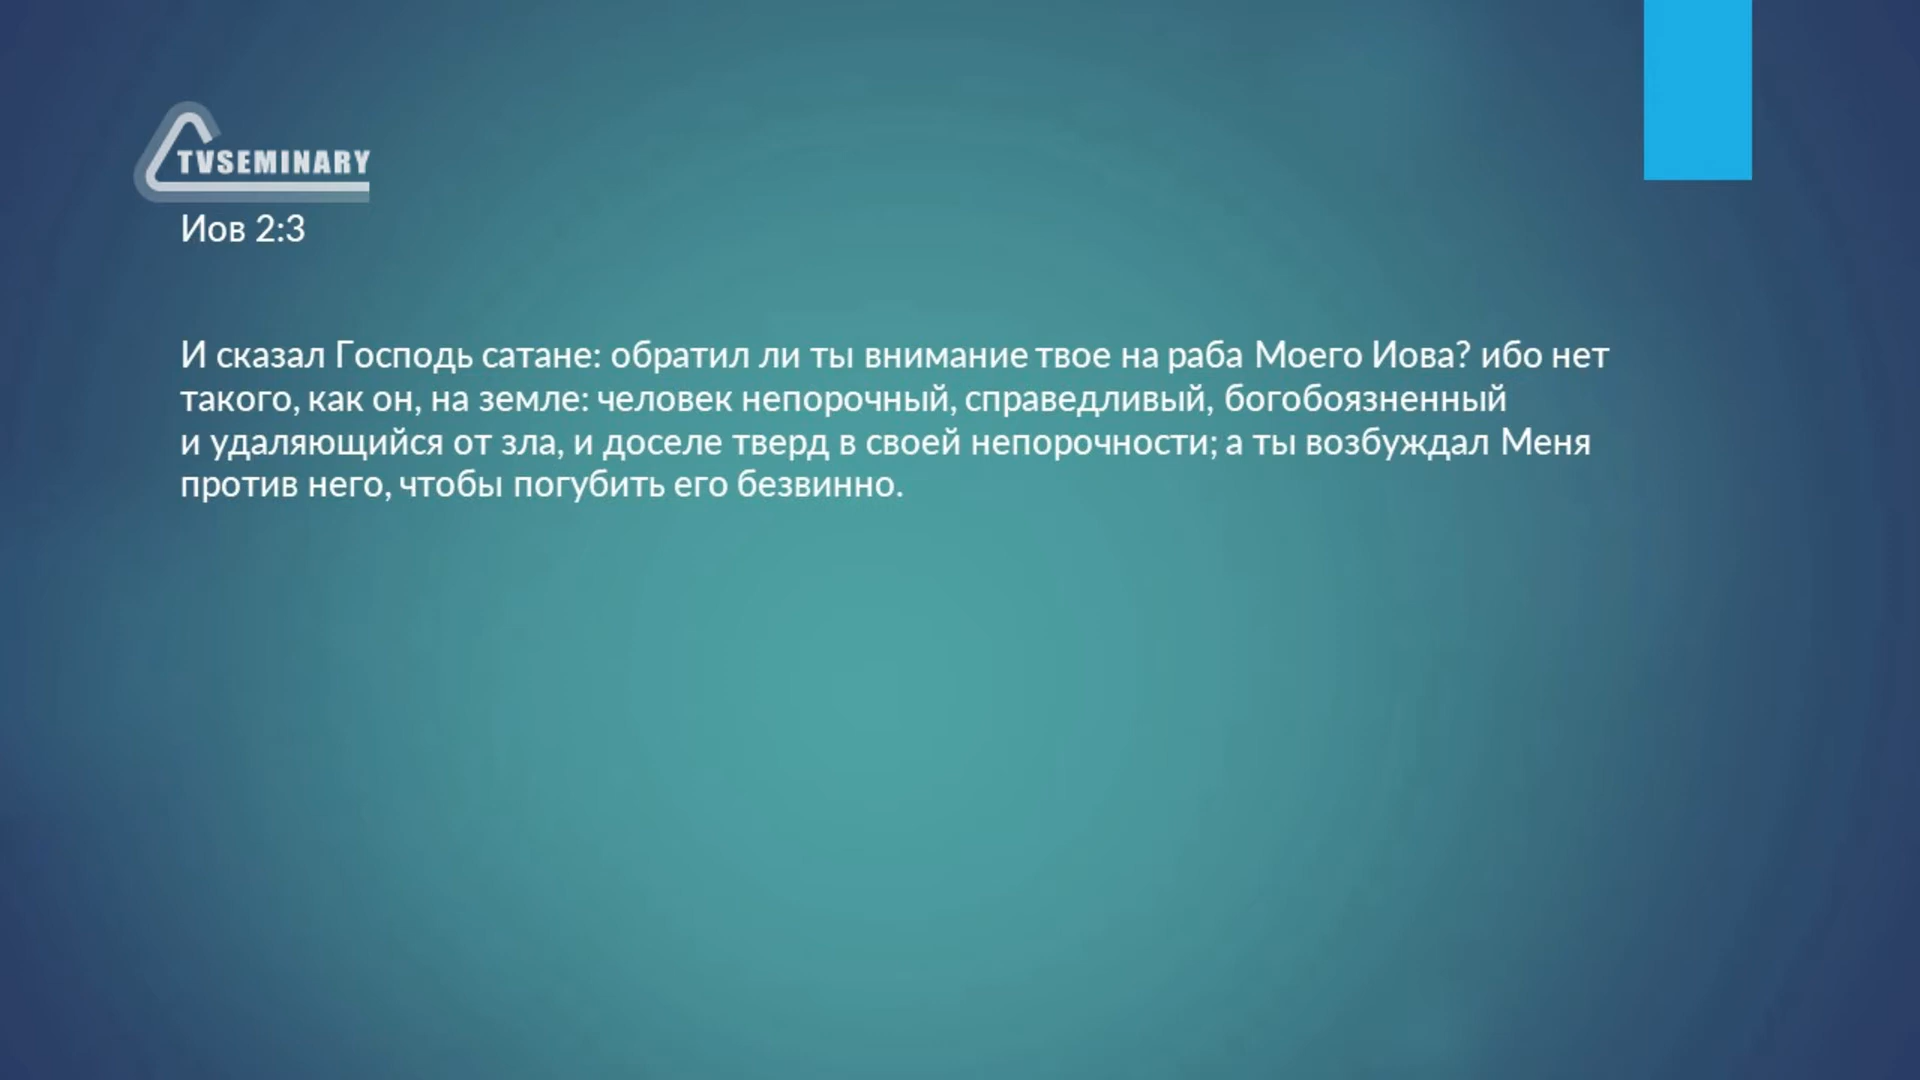 TVSEMINARY
Иов 2:3
И сказал Господь сатане: обратил ли ты внимание твое на раба Моего Иова? ибо нет
такого, как он, на земле: человек непорочный, справедливый, богобоязненный
и удаляющийся от зла, и доселе тверд в своей непорочности; а ты возбуждал Меня
против него, чтобы погубить его безвинно.